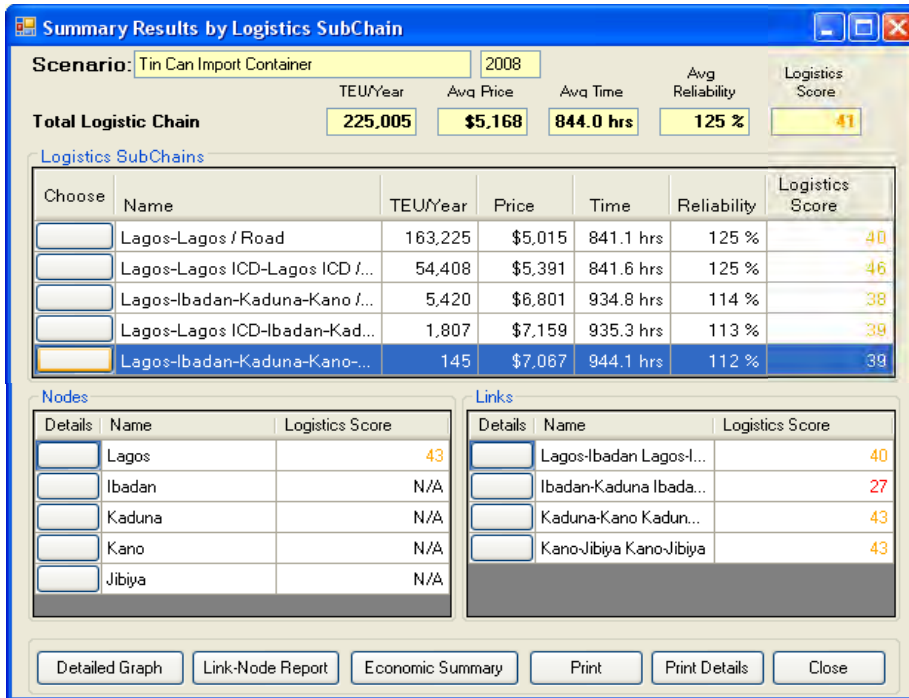 Summary Results by Logistics SubChain
Scenario: Tin Can Import Container 2008
TEU/Year Avg Price Avg Time Avg Reliability Logistics Score
Total Logistic Chain 225,005 $5,168 844.0 hrs 125 % 41
Logistics SubChains
Choose Name TEU/Year Price Time Reliability Logistics Score
Lagos-Lagos / Road 163,225 $5,015 841.1 hrs 125 % 40
Lagos-Lagos ICD-Lagos ICD /... 54,408 $5,391 841.6 hrs 125 % 46
Lagos-Ibadan-Kaduna-Kano /... 5,420 $6,801 934.8 hrs 114 % 38
Lagos-Lagos ICD-Ibadan-Kad... 1,807 $7,159 935.3 hrs 113 % 39
Lagos-Ibadan-Kaduna-Kano-... 145 $7,067 944.1 hrs 112 % 39
Nodes
Details Name Logistics Score
Lagos 43
Ibadan N/A
Kaduna N/A
Kano N/A
Jibiya N/A
Links
Details Name Logistics Score
Lagos-Ibadan Lagos-I... 40
Ibadan-Kaduna Ibada... 27
Kaduna-Kano Kadun... 43
Kano-Jibiya Kano-Jibiya 43
Detailed Graph Link-Node Report Economic Summary Print Print Details Close